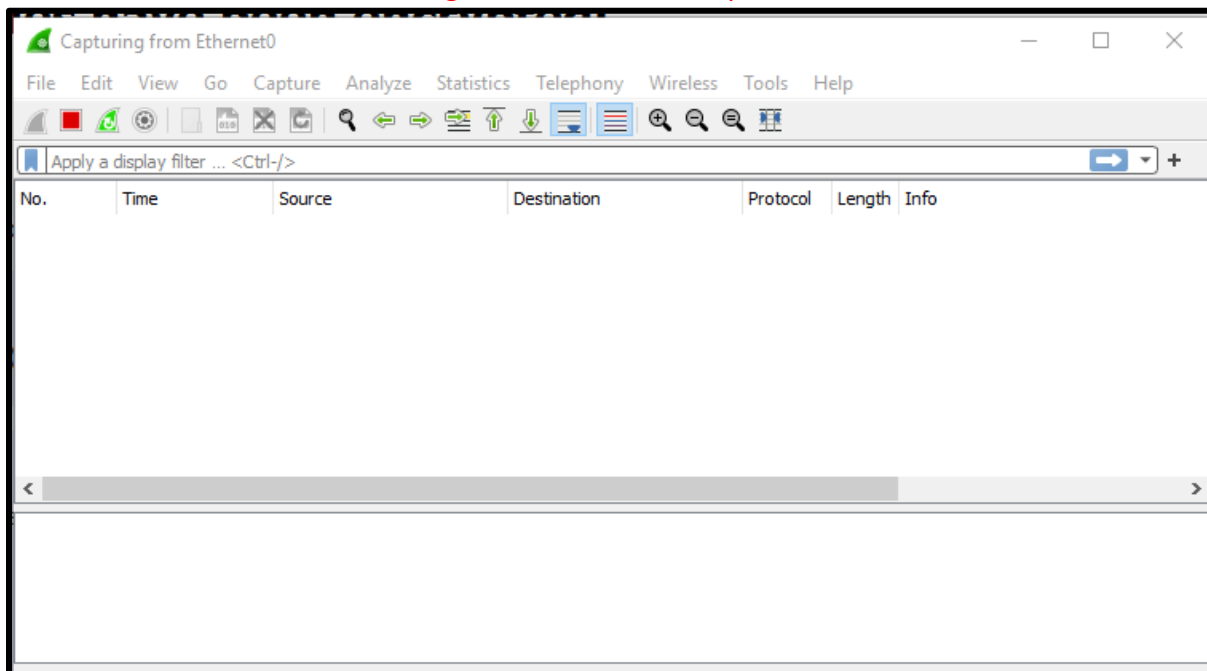 Capturing from Ethernet0
File Edit View Go Capture Analyze Statistics Telephony Wireless Tools Help
Apply a display filter ... <Ctrl-/>
No. Time Source Destination Protocol Length Info